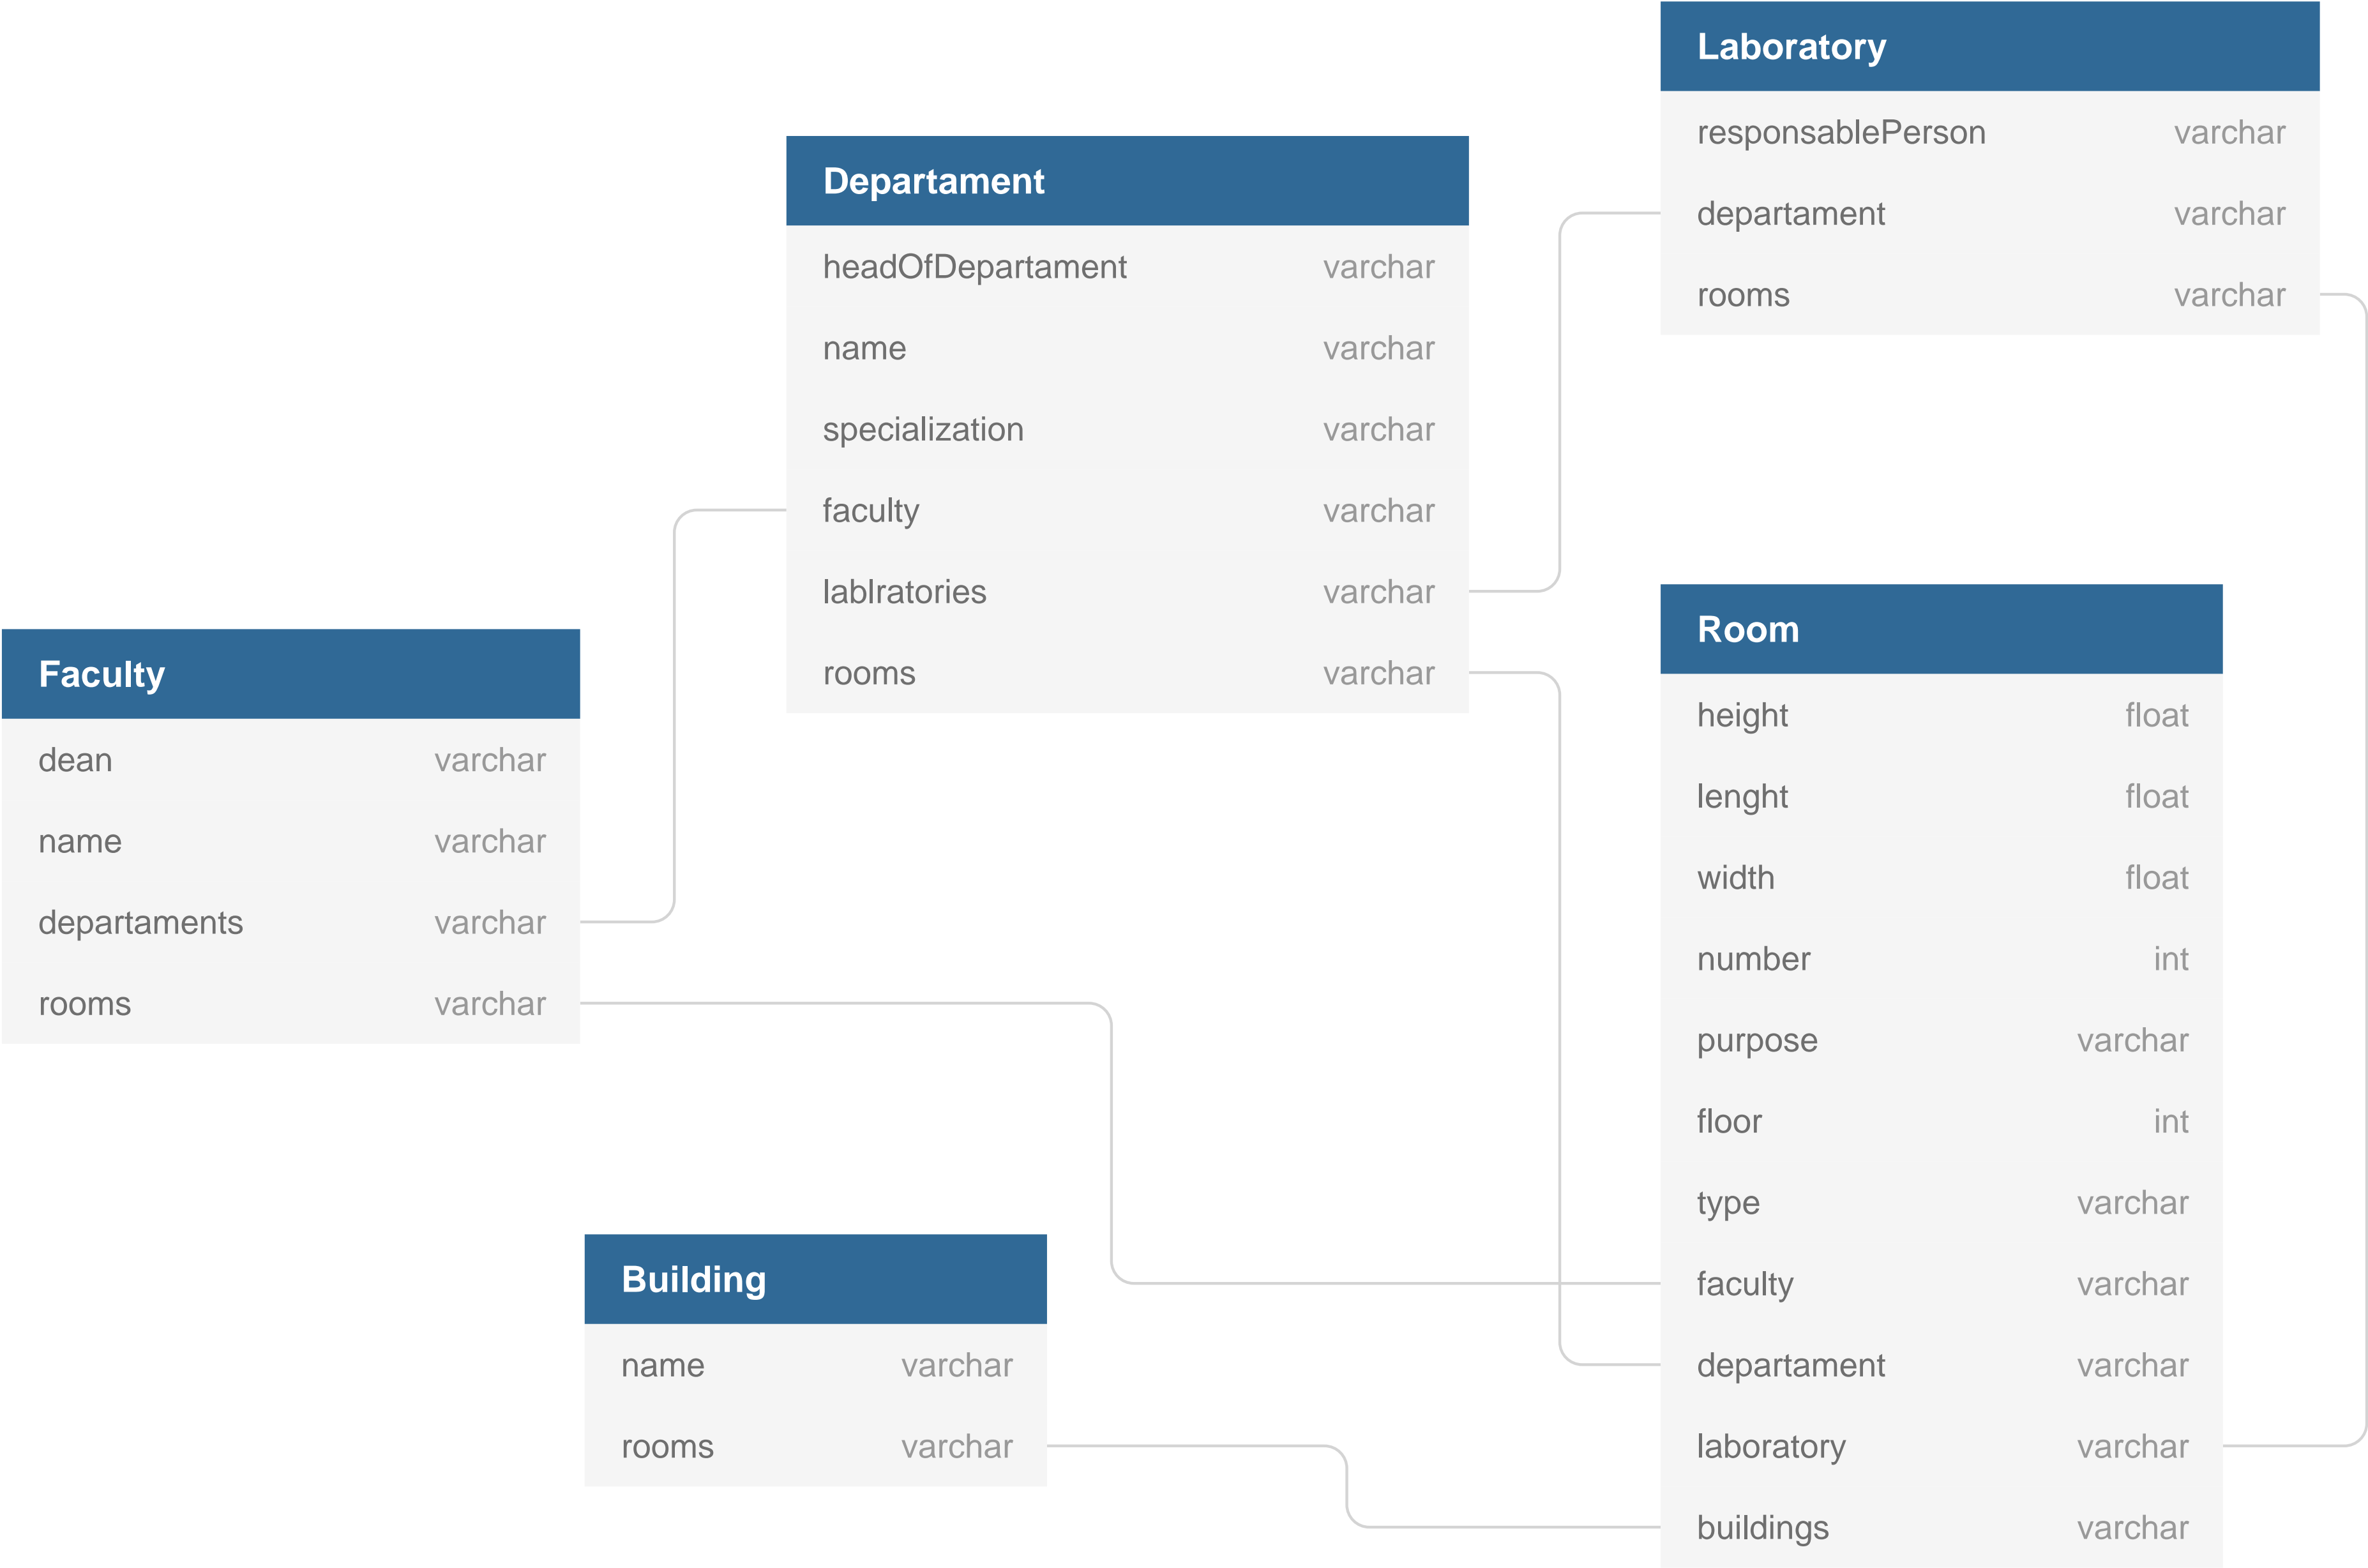 Laboratory
responsablePerson varchar
departament varchar
rooms varchar
Departament
headOfDepartament varchar
name varchar
specialization varchar
faculty varchar
lablratories varchar
rooms varchar
Faculty
dean varchar
name varchar
departaments varchar
rooms varchar
Room
height float
lenght float
width float
number int
purpose varchar
floor int
type varchar
faculty varchar
departament varchar
laboratory varchar
buildings varchar
Building
name varchar
rooms varchar